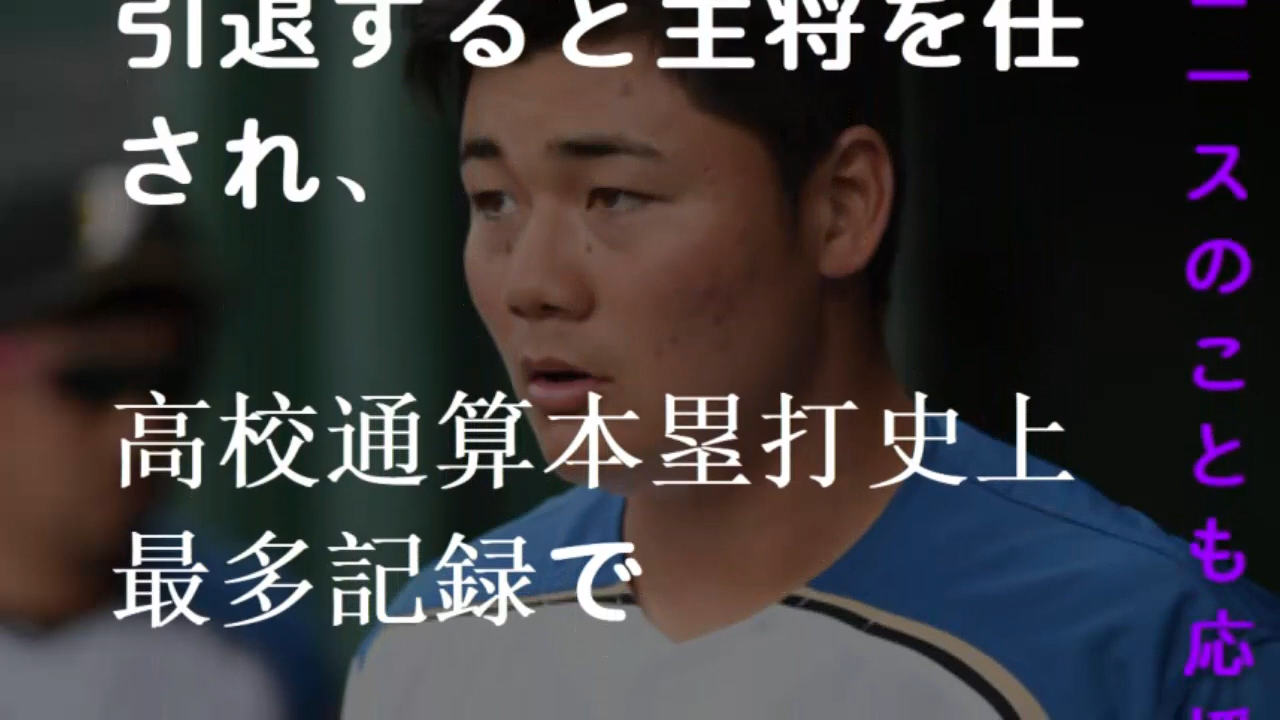 引退すると主将を任
され、
高校通算本塁打史上
最多記録で
ースのことも応援